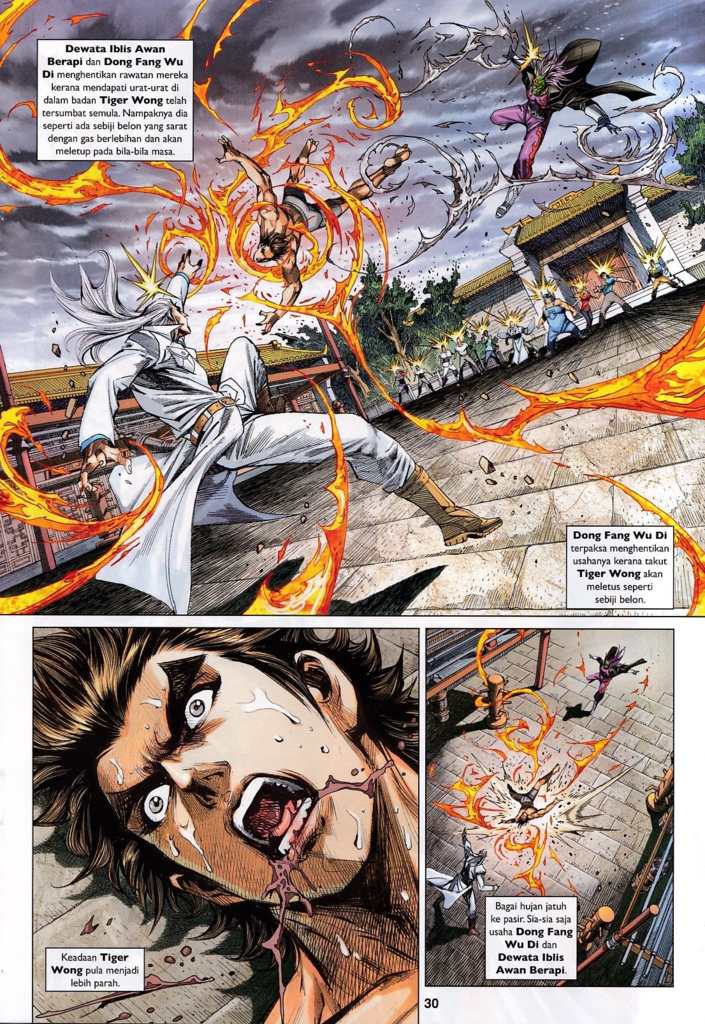 Dewata Iblis Awan
Berapi dan Dong Fang Wu
Di menghentikan rawatan mereka
kerana mendapati urat-urat di
dalam badan Tiger Wong telah
tersumbat semula. Nampaknya dia
seperti ada sebiji belon yang sarat
dengan gas berlebihan dan akan
meletup pada bila-bila masa.
Dong Fang Wu Di
terpaksa menghentikan
usahanya kerana takut
Tiger Wong akan
meletus seperti
sebiji belon.
Keadaan Tiger
Wong pula menjadi
lebih parah.
Bagai hujan jatuh
ke pasir. Sia-sia saja
usaha Dong Fang
Wu Di dan
Dewata Iblis
Awan Berapi.
30